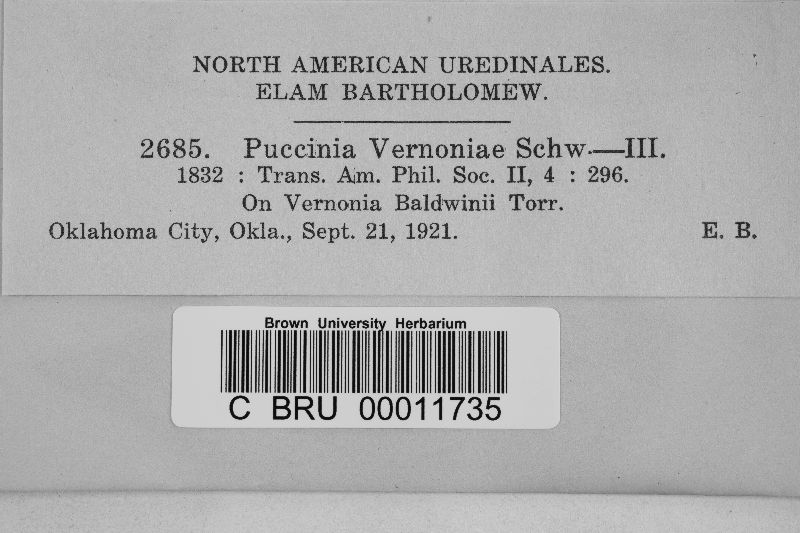 NORTH AMERICAN UREDINALES.
ELAM BARTHOLOMEW.
2685. Puccinia Vernoniae Schw.—III.
1832 : Trans. Am. Phil. Soc. II, 4 : 296.
On Vernonia Baldwinii Torr.
Oklahoma City, Okla., Sept. 21, 1921. E. B.
Brown University Herbarium
C BRU 00011735